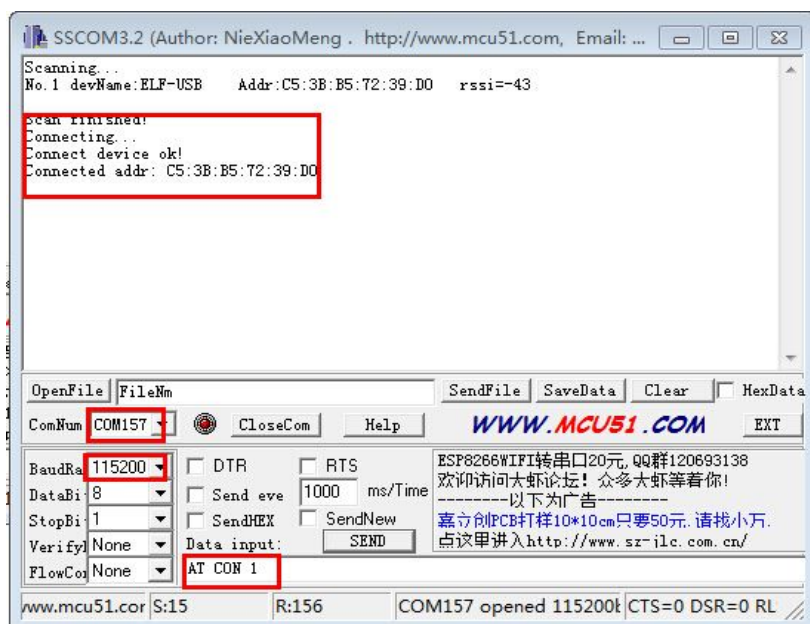 SSCOM3.2 (Author: NieXiaoMeng .  http://www.mcu51.com,  Email: ...
Scanning...
No.1 devName:ELF-USB    Addr:C5:3B:B5:72:39:D0   rssi=-43
Scan finished!
Connecting...
Connect device ok!
Connected addr: C5:3B:B5:72:39:D0
OpenFile FileNm SendFile SaveData Clear HexData
ComNum COM157 CloseCom Help WWW.MCU51.COM EXT
BaudRa 115200 DTR RTS
DataBi 8 Send eve 1000 ms/Time
StopBi 1 SendHEX SendNew
Verify None Data input: SEND
FlowCo None AT CON 1
ESP8266WIFI转串口20元,QQ群120693138
欢迎访问大虾论坛！众多大虾等着你!
--------以下为广告--------
嘉立创PCB打样10*10cm只要50元.请找小万.
点这里进入http://www.sz-jlc.com.cn/
www.mcu51.cor S:15 R:156 COM157 opened 115200b CTS=0 DSR=0 RL